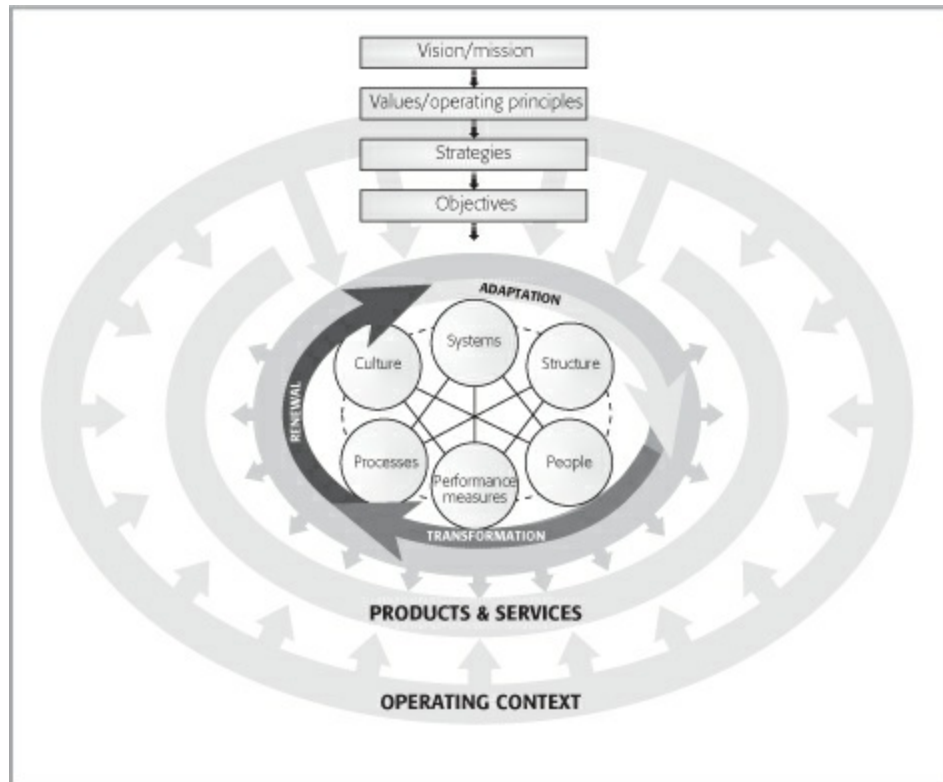 Vision/mission
Values/operating principles
Strategies
Objectives
ADAPTATION
Systems
Culture
Structure
RENEWAL
Processes
Performance
measures
People
TRANSFORMATION
PRODUCTS & SERVICES
OPERATING CONTEXT